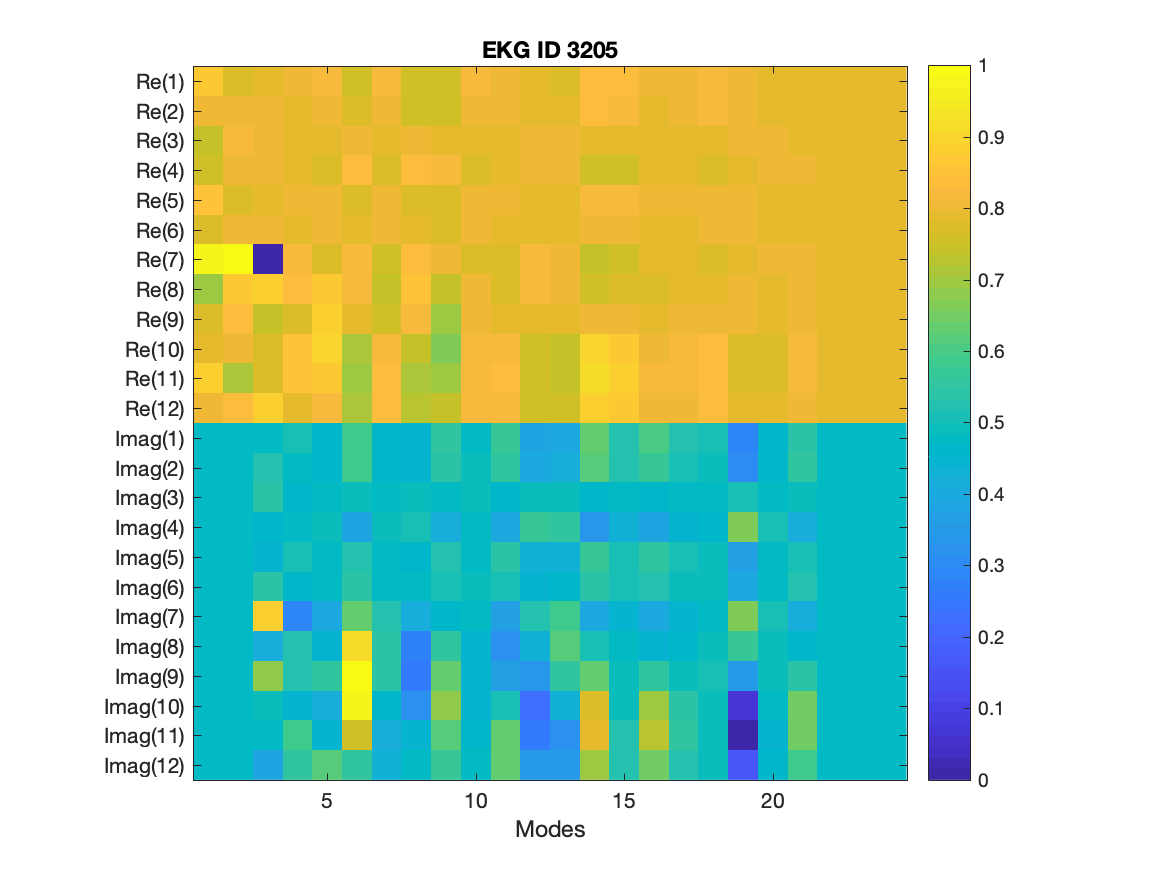 EKG ID 3205
Re(1)
Re(2)
Re(3)
Re(4)
Re(5)
Re(6)
Re(7)
Re(8)
Re(9)
Re(10)
Re(11)
Re(12)
Imag(1)
Imag(2)
Imag(3)
Imag(4)
Imag(5)
Imag(6)
Imag(7)
Imag(8)
Imag(9)
Imag(10)
Imag(11)
Imag(12)
5 10 15 20
Modes
1
0.9
0.8
0.7
0.6
0.5
0.4
0.3
0.2
0.1
0